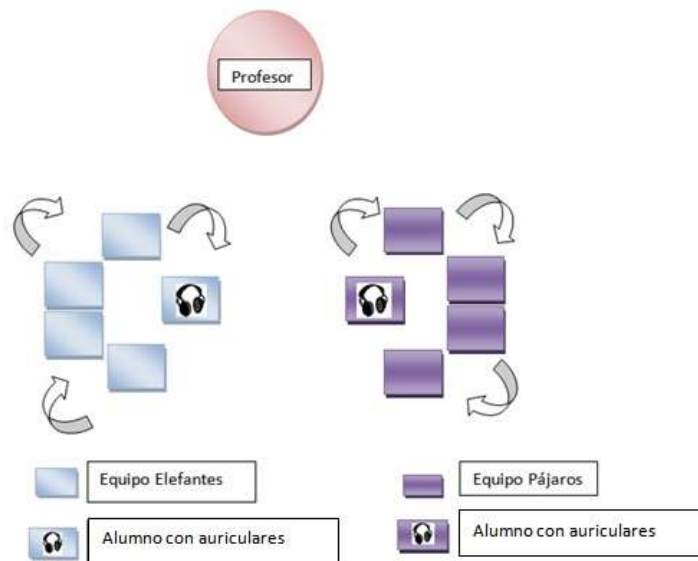 Profesor
Equipo Elefantes
Equipo Pájaros
Alumno con auriculares
Alumno con auriculares